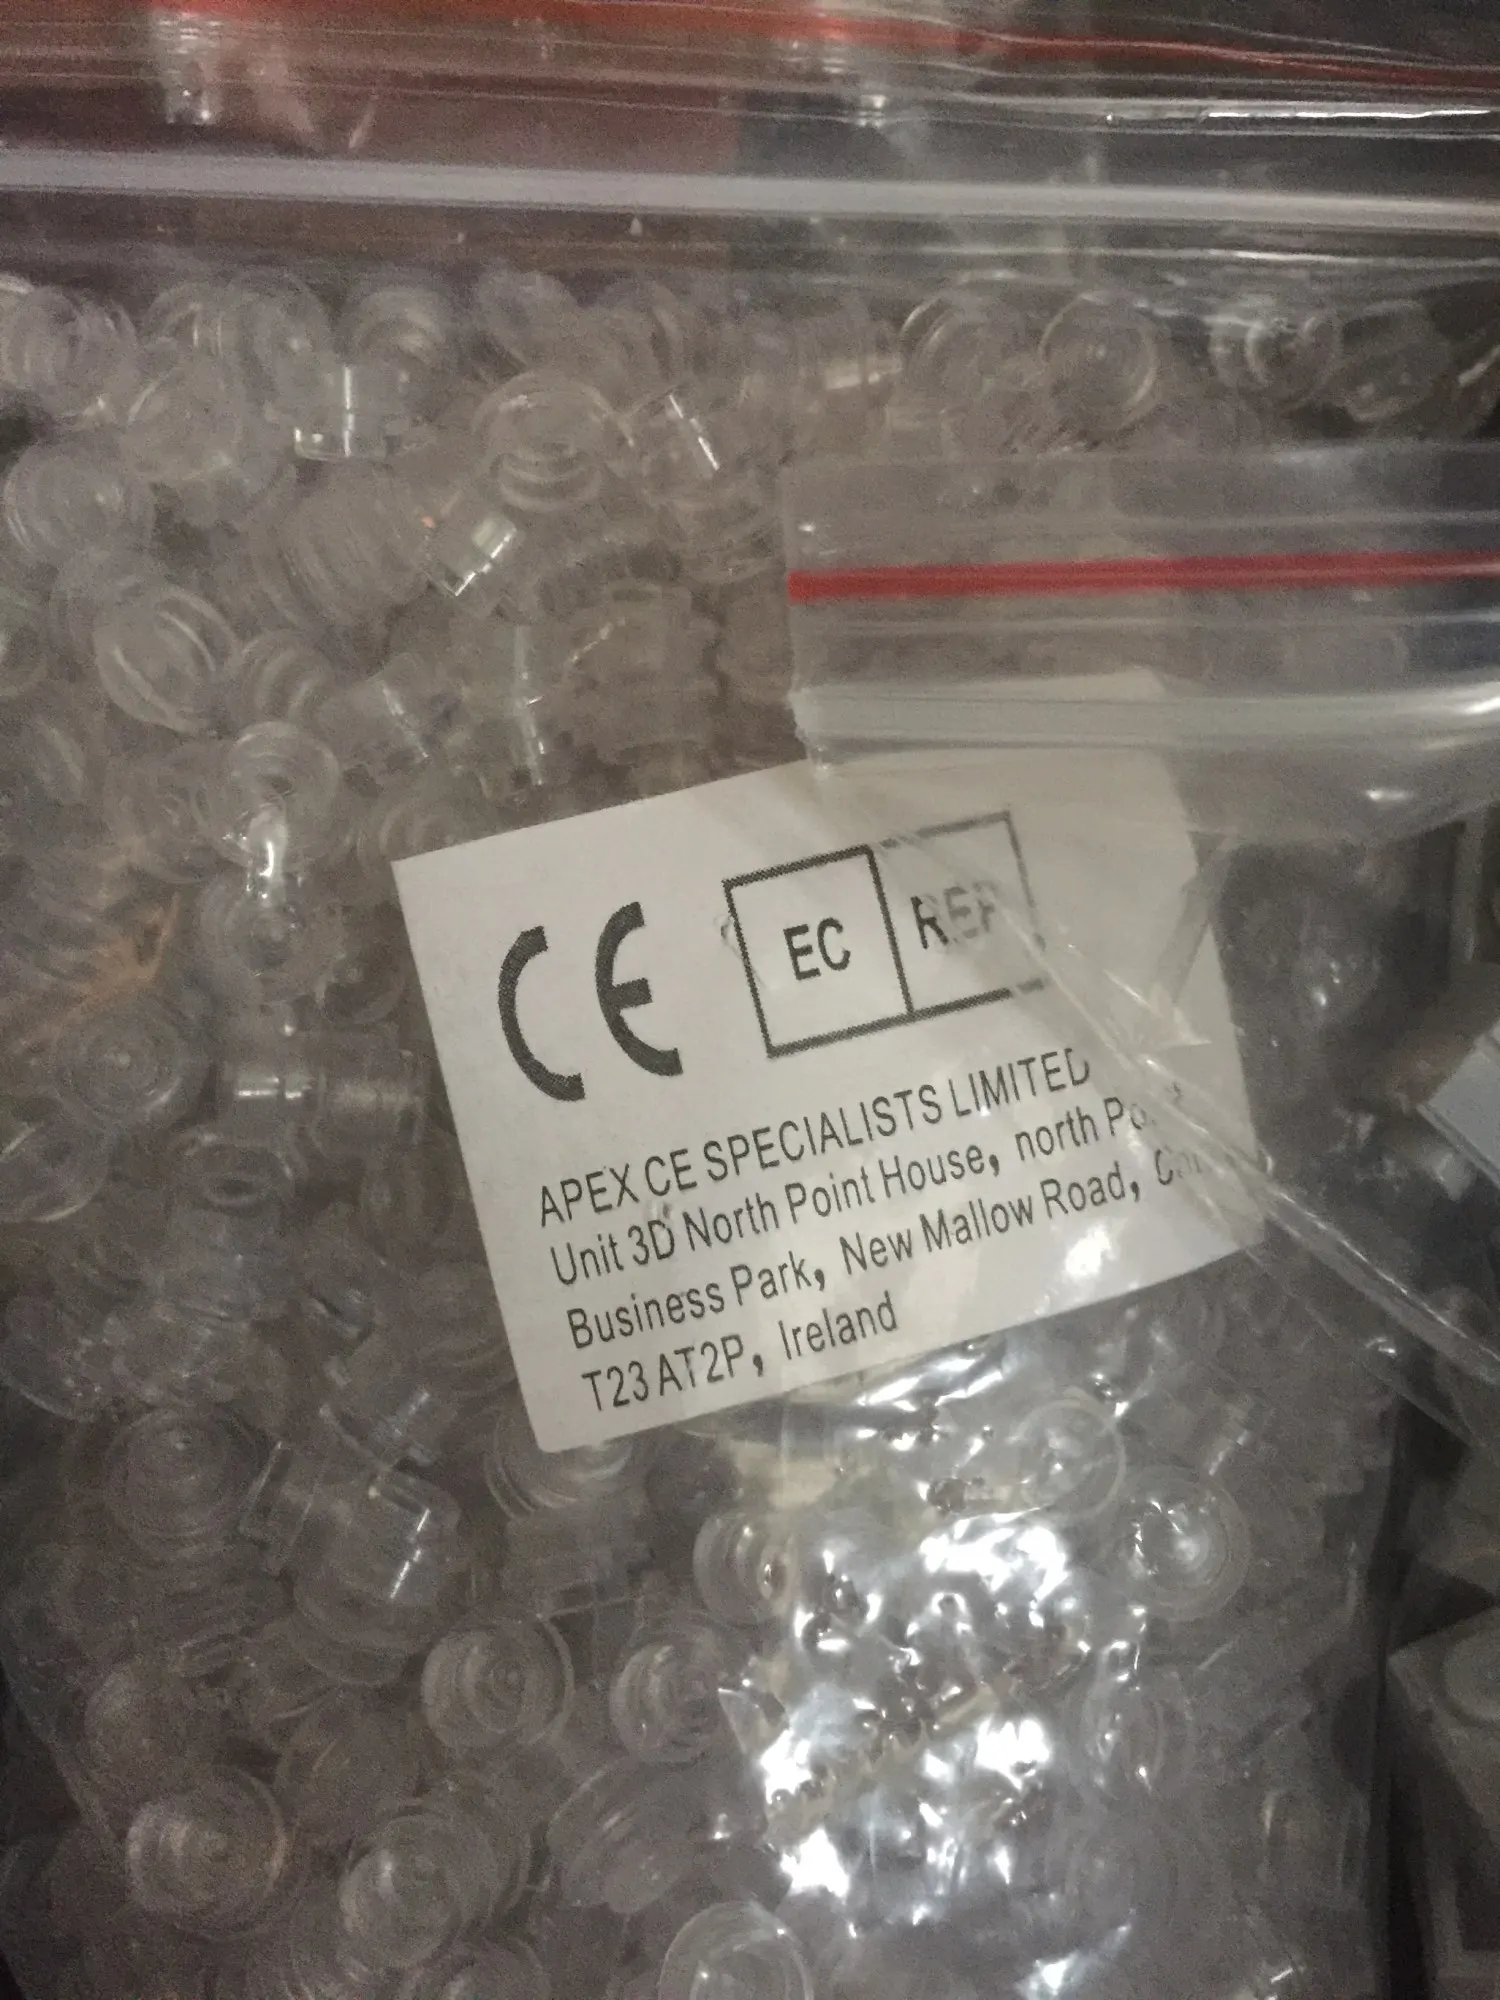 CE EC REP
APEX CE SPECIALISTS LIMITED
Unit 3D North Point House, north
Business Park, New Mallow Road,
T23 AT2P, Ireland